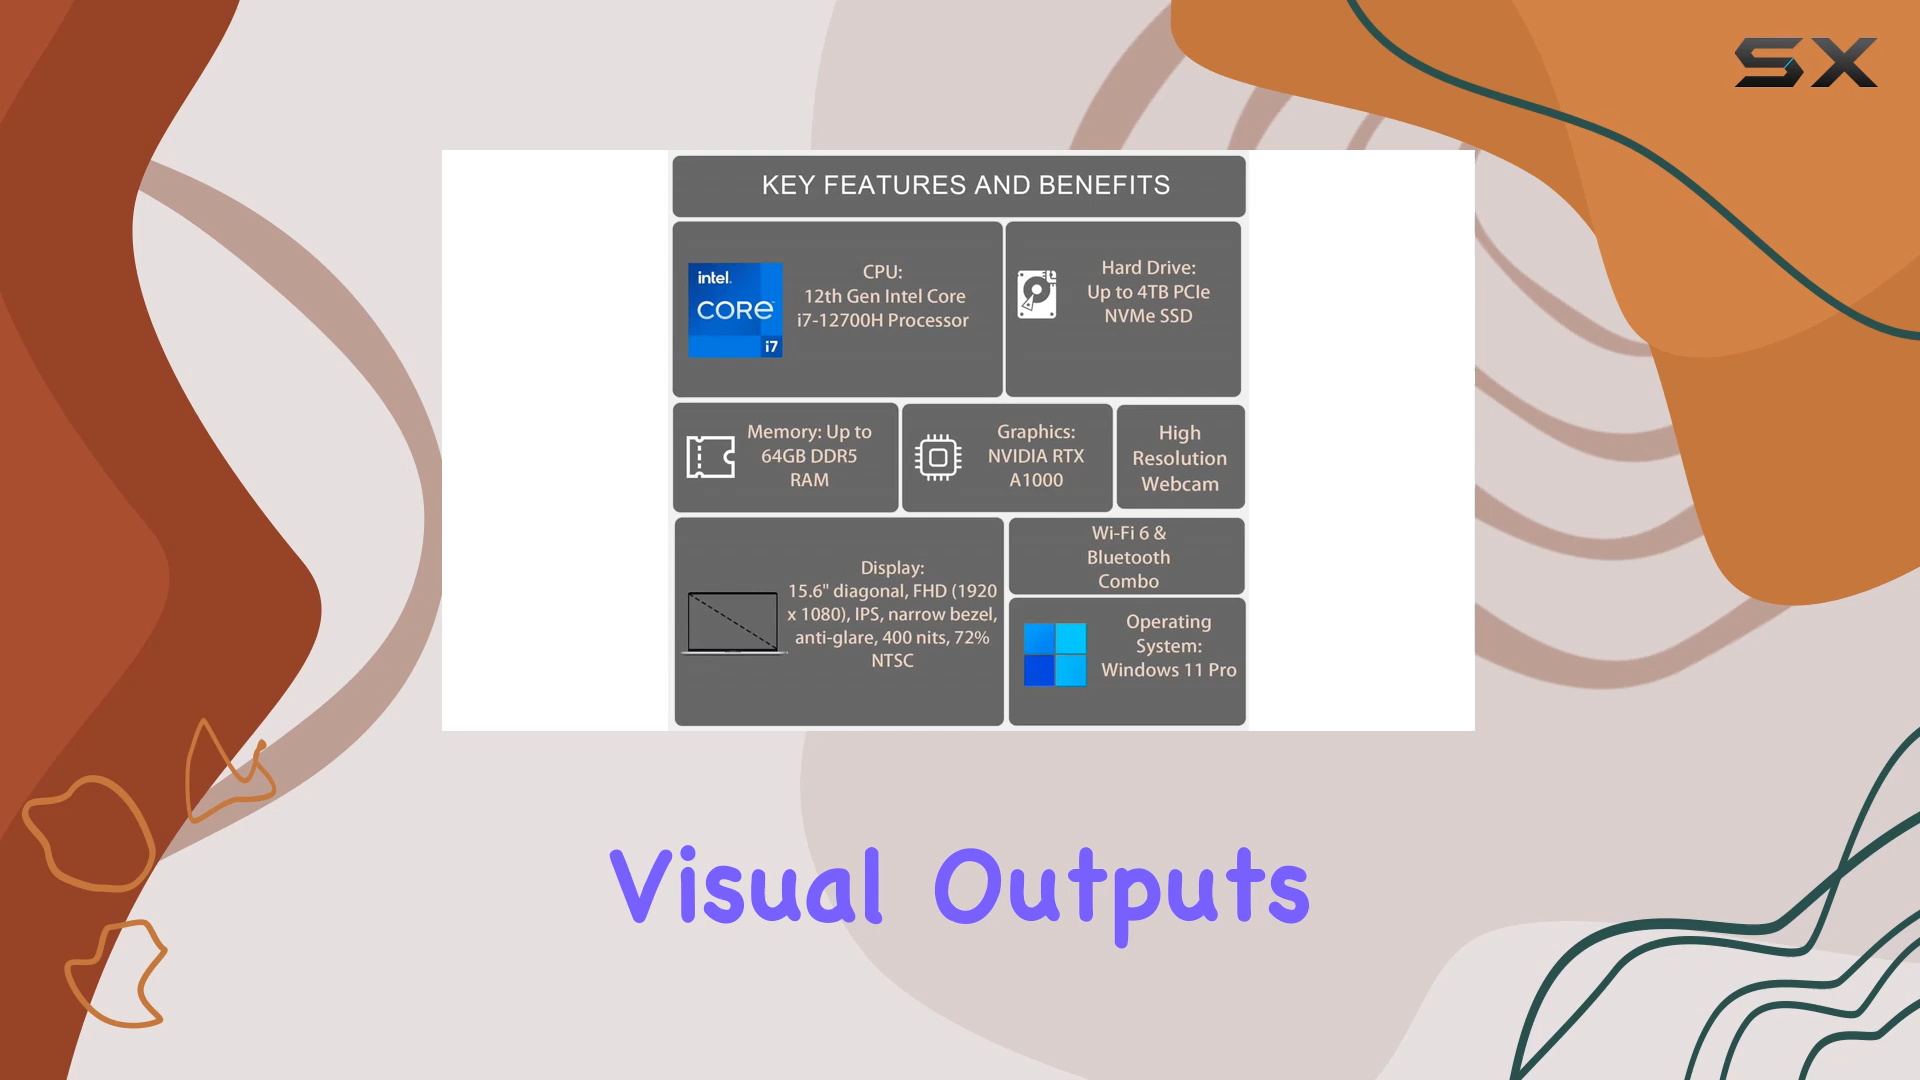 SX
KEY FEATURES AND BENEFITS
intel.
CORE
i7
CPU:
12th Gen Intel Core
i7-12700H Processor
Hard Drive:
Up to 4TB PCIe
NVMe SSD
Memory: Up to
64GB DDR5
RAM
Graphics:
NVIDIA RTX
A1000
High
Resolution
Webcam
Display:
15.6" diagonal, FHD (1920
x 1080), IPS, narrow bezel,
anti-glare, 400 nits, 72%
NTSC
Wi-Fi 6 &
Bluetooth
Combo
Operating
System:
Windows 11 Pro
Visual Outputs